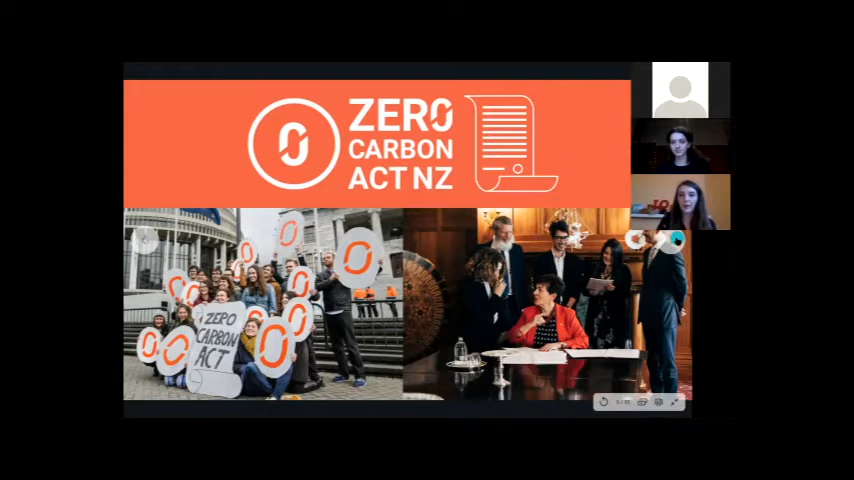 ZERO
CARBON
ACT NZ
ZERO
CARBON
ACT